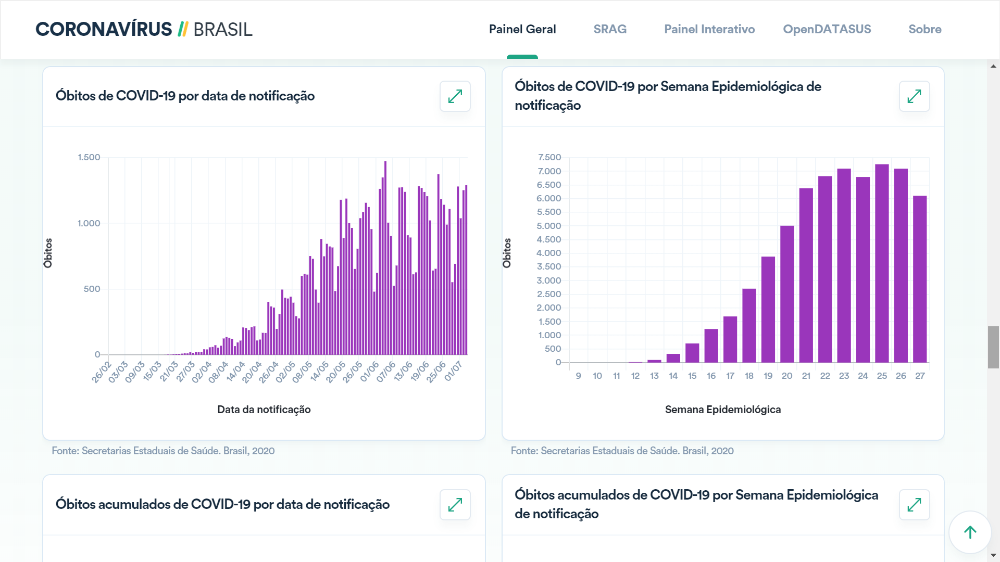 CORONAVÍRUS // BRASIL
Painel Geral SRAG Painel Interativo OpenDATASUS Sobre
Óbitos de COVID-19 por data de notificação
1.500
1.000
500
0
Óbitos
26/02 03/03 09/03 15/03 21/03 27/03 02/04 08/04 14/04 20/04 26/04 02/05 08/05 14/05 20/05 26/05 01/06 07/06 13/06 19/06 25/06 01/07
Data da notificação
Fonte: Secretarias Estaduais de Saúde. Brasil, 2020
Óbitos de COVID-19 por Semana Epidemiológica de
notificação
7.500
7.000
6.500
6.000
5.500
5.000
4.500
4.000
3.500
3.000
2.500
2.000
1.500
1.000
500
0
Óbitos
9 10 11 12 13 14 15 16 17 18 19 20 21 22 23 24 25 26 27
Semana Epidemiológica
Fonte: Secretarias Estaduais de Saúde. Brasil, 2020
Óbitos acumulados de COVID-19 por data de notificação
Óbitos acumulados de COVID-19 por Semana Epidemiológica
de notificação